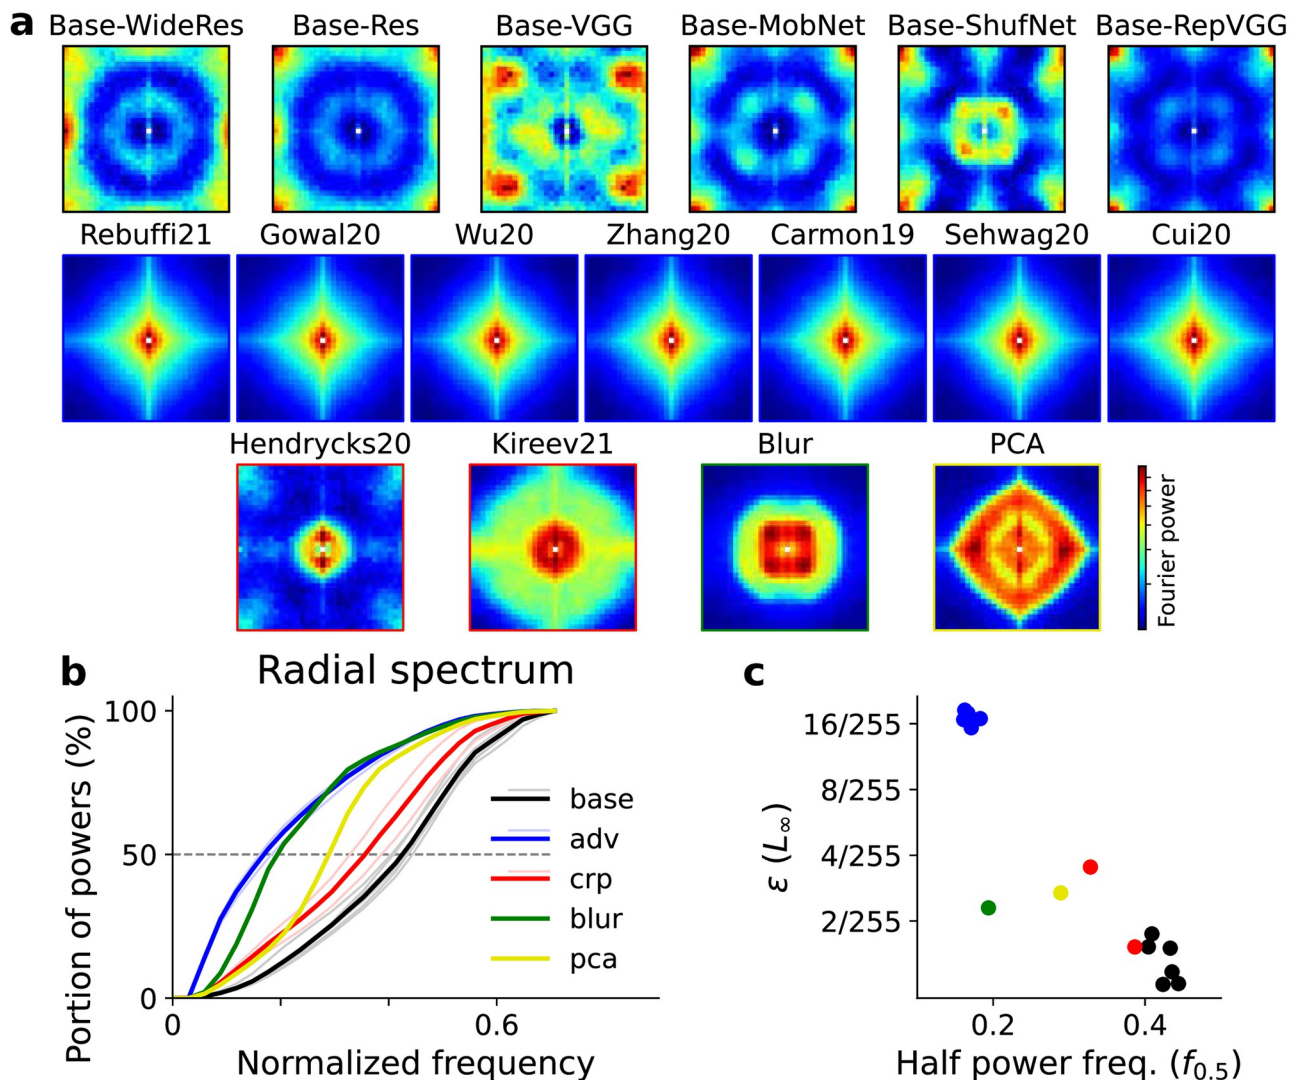 a Base-WideRes Base-Res Base-VGG Base-MobNet Base-ShufNet Base-RepVGG
Rebuffi21 Gowal20 Wu20 Zhang20 Carmon19 Sehwag20 Cui20
Hendrycks20 Kireev21 Blur PCA
Fourier power
b Radial spectrum
Portion of powers (%)
100
50
0
0 0.6
Normalized frequency
base
adv
crp
blur
pca
c
ε (L∞)
16/255
8/255
4/255
2/255
0.2 0.4
Half power freq. (f0.5)